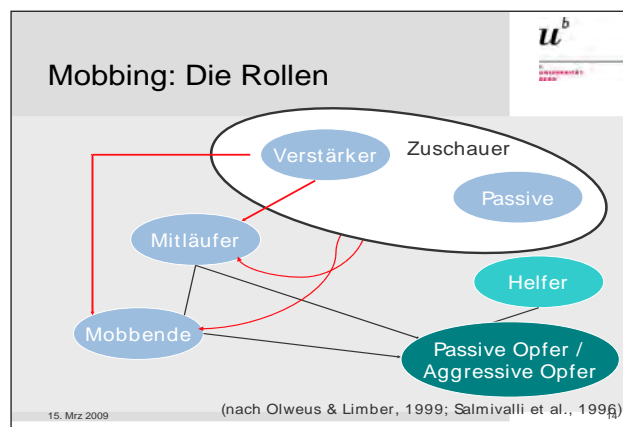 u b
Mobbing: Die Rollen
Verstärker
Zuschauer
Passive
Mitläufer
Helfer
Mobbende
Passive Opfer /
Aggressive Opfer
(nach Olweus & Limber, 1999; Salmivalli et al., 1996)
15. Mrz 2009
14